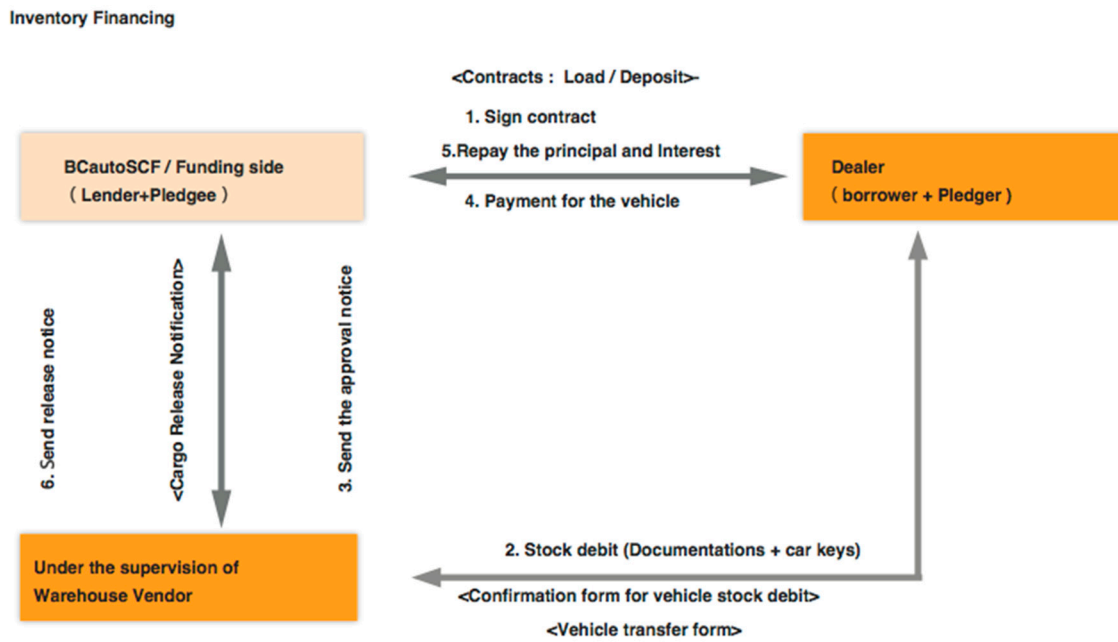 Inventory Financing
<Contracts : Load / Deposit>-
1. Sign contract
BCautoSCF / Funding side
( Lender+Pledgee )
5.Repay the principal and Interest
4. Payment for the vehicle
Dealer
( borrower + Pledger )
6. Send release notice
<Cargo Release Notification>
3. Send the approval notice
Under the supervision of
Warehouse Vendor
2. Stock debit (Documentations + car keys)
<Confirmation form for vehicle stock debit>
<Vehicle transfer form>